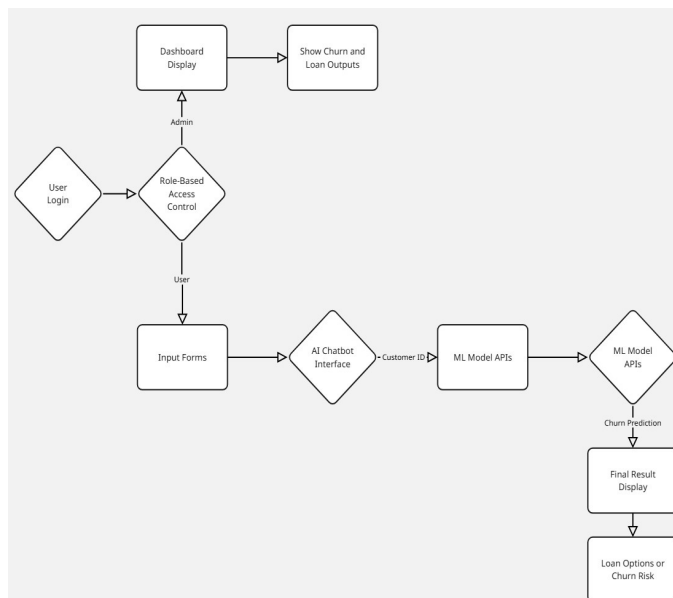 Dashboard
Display
Show Churn and
Loan Outputs
Admin
User
Login
Role-Based
Access
Control
User
Input Forms
AI Chatbot
Interface
Customer ID
ML Model APIs
ML Model
APIs
Churn Prediction
Final Result
Display
Loan Options or
Churn Risk